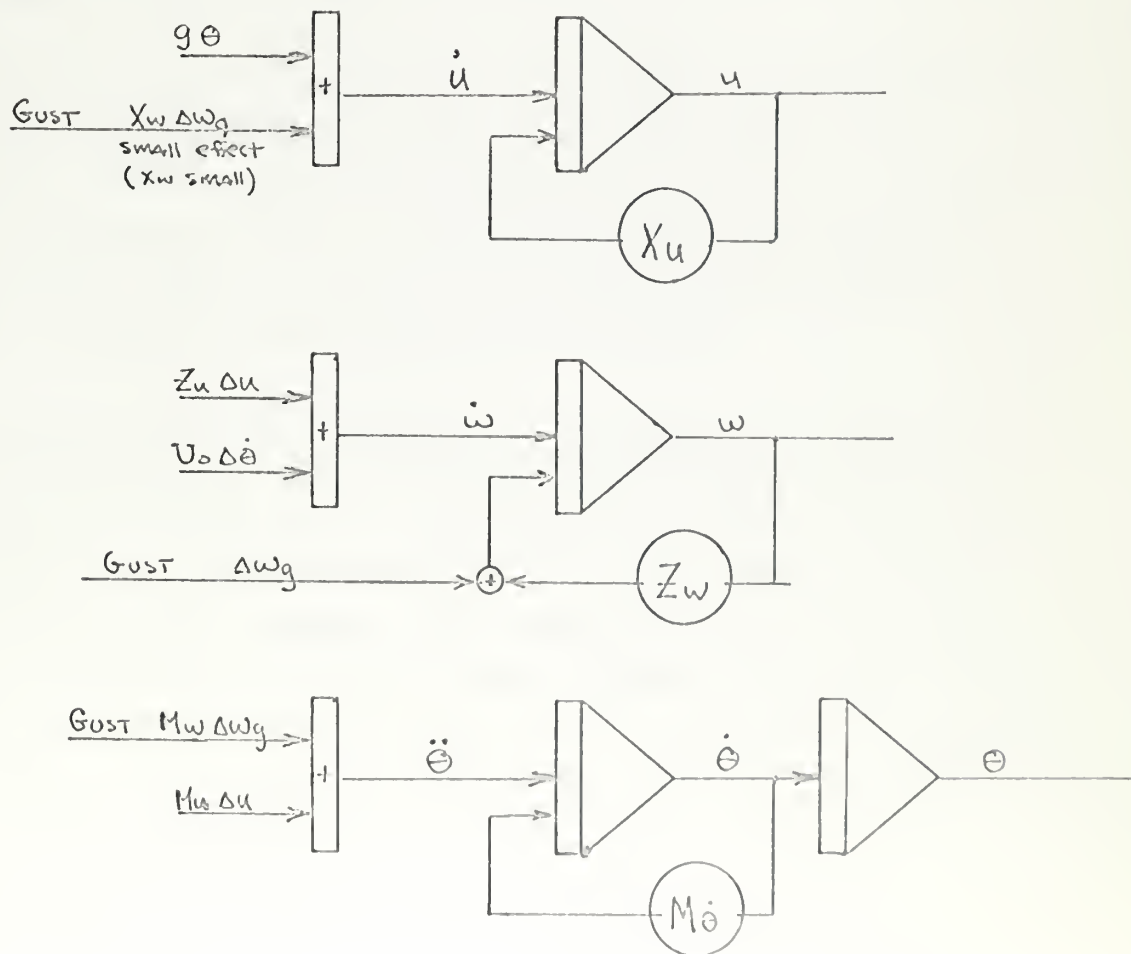 g θ
+
u̇
u
GUST Xw Δwg
small effect
(Xw small)
Xu
Zu Δu
+
ẇ
w
U₀ Δθ̇
GUST Δwg
+
Zw
GUST Mw Δwg
+
θ̈
θ̇
θ
Mu Δu
Mθ̇